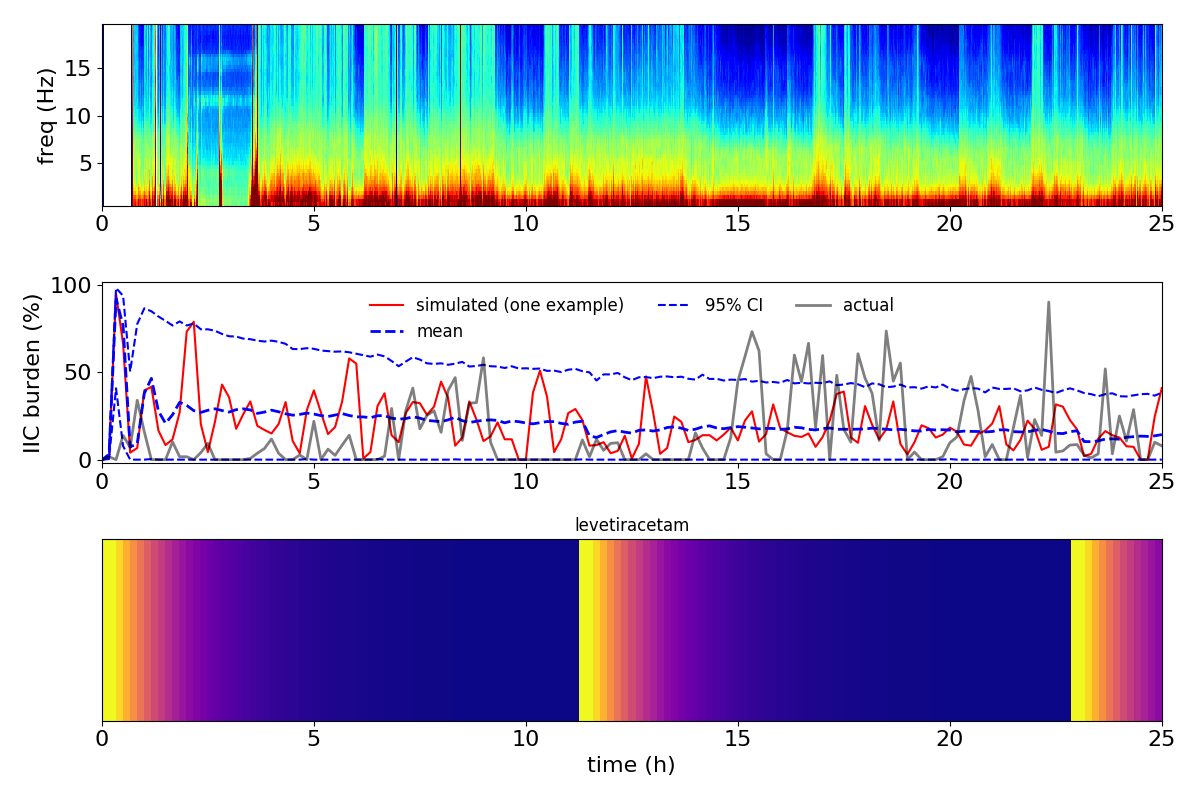 freq (Hz)
15
10
5
0 5 10 15 20 25
IIC burden (%)
100
50
0
simulated (one example) 95% CI actual
mean
0 5 10 15 20 25
levetiracetam
0 5 10 15 20 25
time (h)